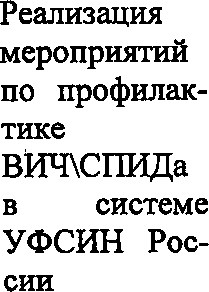 Реализация
мероприятий
по профилак-
тике
ВИЧ\СПИДа
в системе
УФСИН Рос-
сии